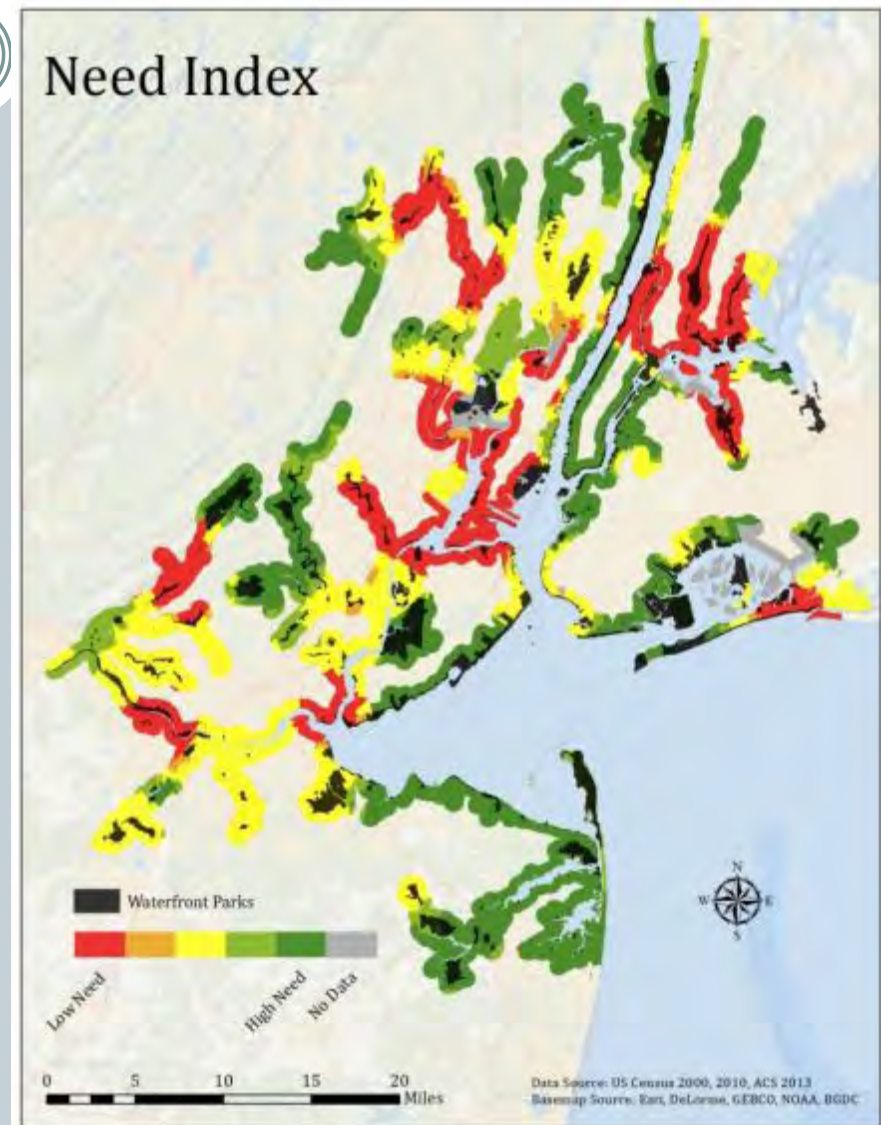 Need Index
N
W E
S
Waterfront Parks
Low Need
High Need
No Data
0 5 10 15 20
Miles
Data Source: US Census 2000, 2010, ACS 2013
Basemap Source: Esri, DeLorme, GEBCO, NOAA, BGDC